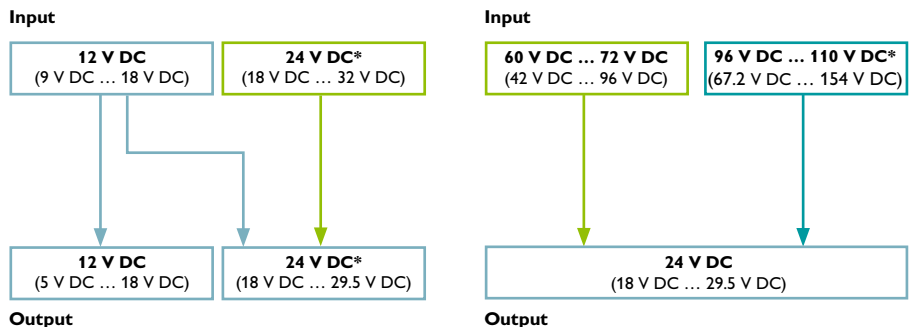 Input
12 V DC
(9 V DC … 18 V DC)
24 V DC*
(18 V DC … 32 V DC)
12 V DC
(5 V DC … 18 V DC)
24 V DC*
(18 V DC … 29.5 V DC)
Output
Input
60 V DC … 72 V DC
(42 V DC … 96 V DC)
96 V DC … 110 V DC*
(67.2 V DC … 154 V DC)
24 V DC
(18 V DC … 29.5 V DC)
Output